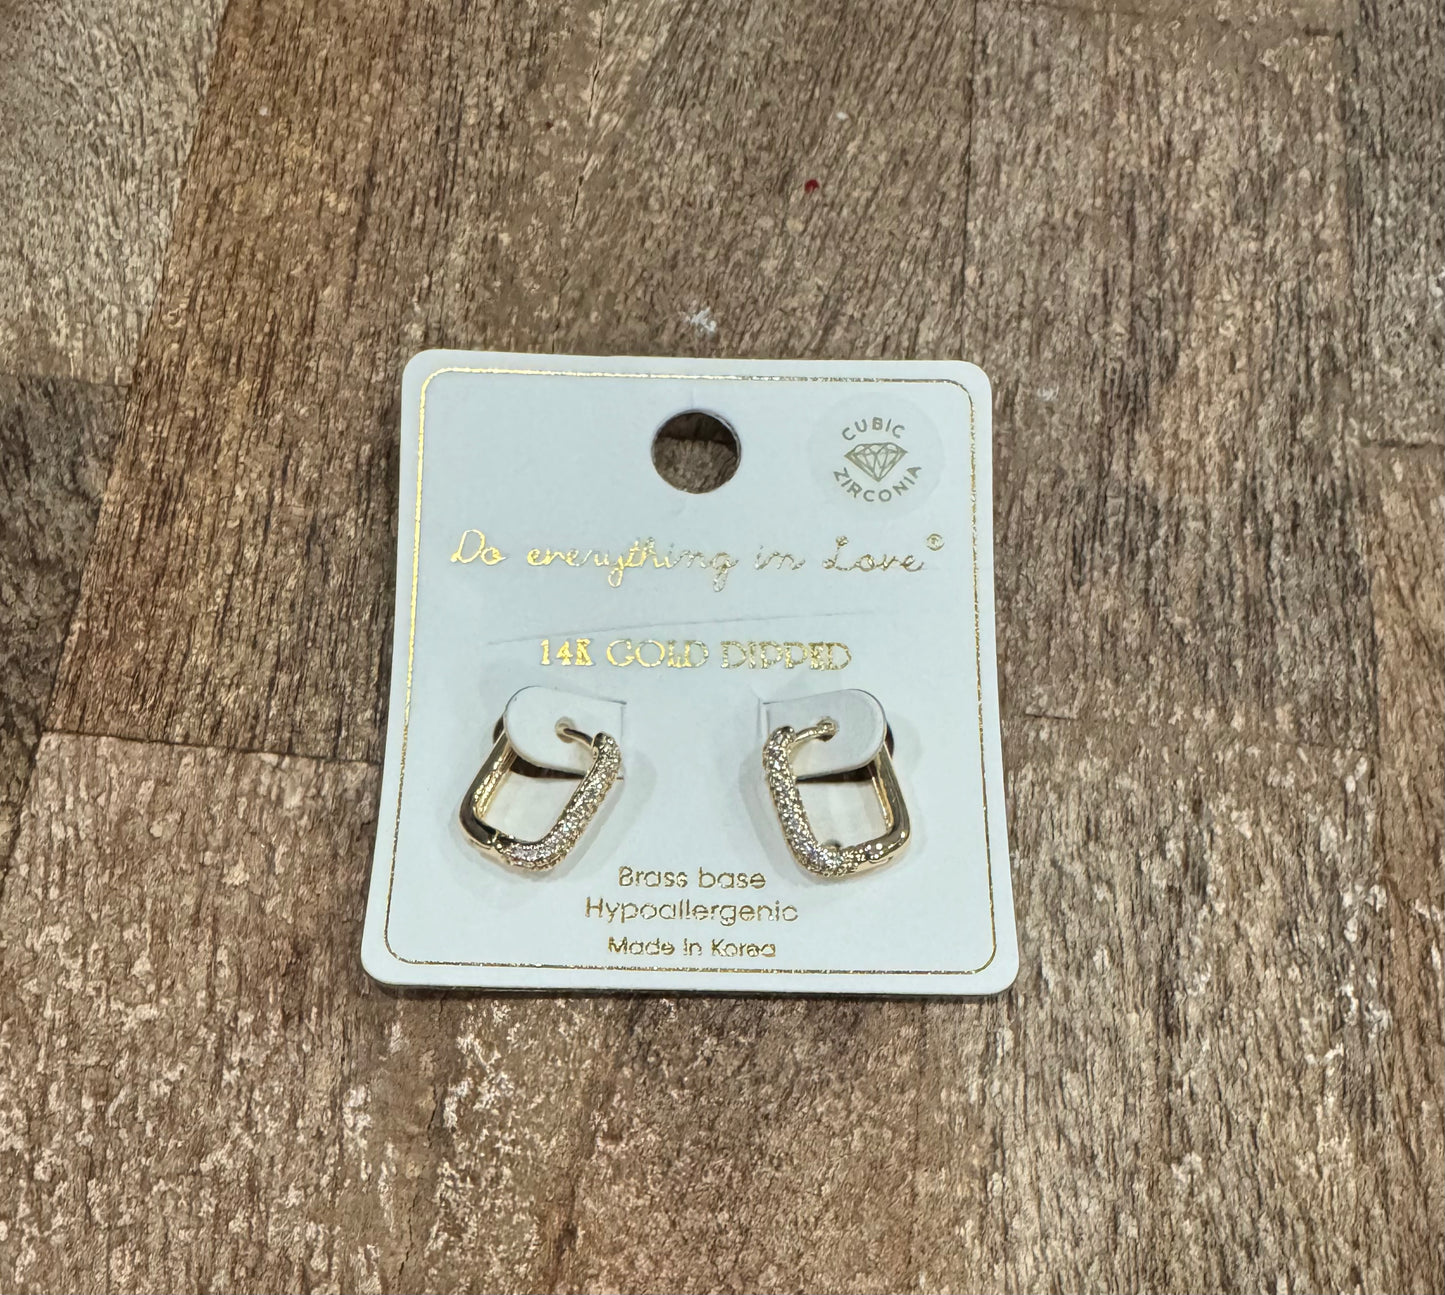 CUBIC
ZIRCONIA
Do everything in Love®
14K GOLD DIPPED
Brass base
Hypoallergenic
Made In Korea